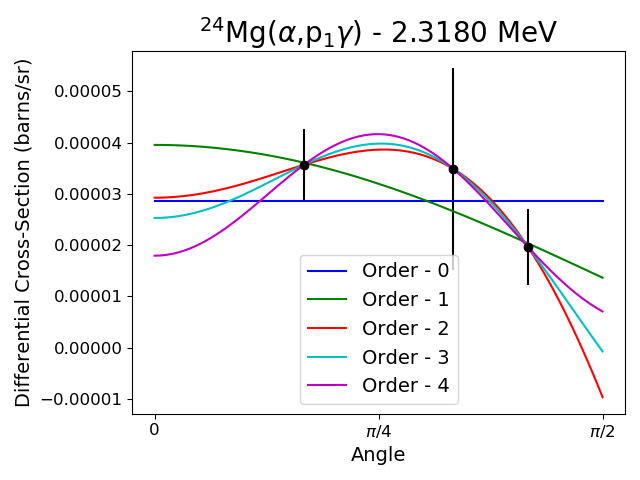 ²⁴Mg(α,p₁γ) - 2.3180 MeV
Differential Cross-Section (barns/sr)
0.00005
0.00004
0.00003
0.00002
0.00001
0.00000
−0.00001
Order - 0
Order - 1
Order - 2
Order - 3
Order - 4
0
π/4
π/2
Angle